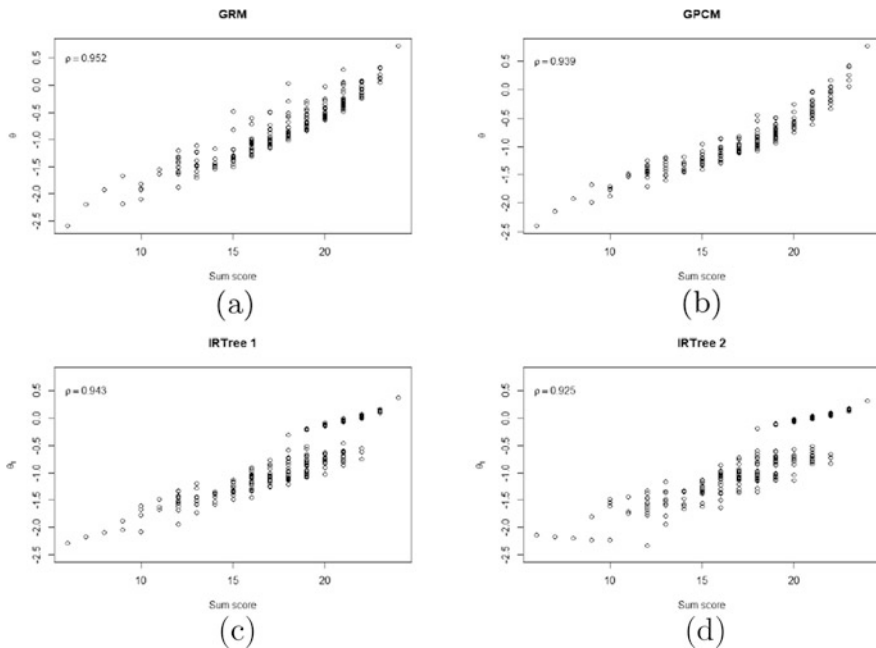 GRM
ρ = 0.952
0.5
0.0
-0.5
-1.0
-1.5
-2.0
-2.5
θ
10
15
20
Sum score
(a)
GPCM
ρ = 0.939
0.5
0.0
-0.5
-1.0
-1.5
-2.0
-2.5
θ
10
15
20
Sum score
(b)
IRTree 1
ρ = 0.943
0.5
0.0
-0.5
-1.0
-1.5
-2.0
-2.5
10
15
20
Sum score
(c)
IRTree 2
ρ = 0.925
0.5
0.0
-0.5
-1.0
-1.5
-2.0
-2.5
10
15
20
Sum score
(d)